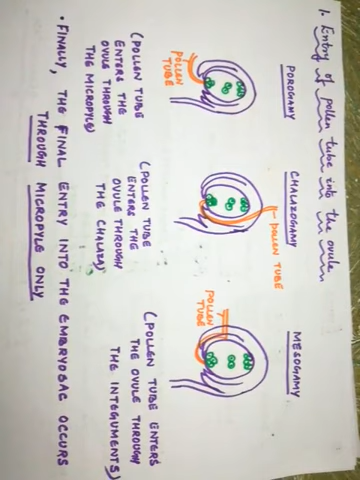 1. Entry of pollen tube into the ovule
POROGAMY
POLLEN
TUBE
(POLLEN TUBE
ENTERS THE
OVULE THROUGH
THE MICROPYLE)
CHALAZOGAMY
POLLEN TUBE
(POLLEN TUBE
ENTERS THE
OVULE THROUGH
THE CHALAZA)
MESOGAMY
POLLEN
TUBE
(POLLEN TUBE ENTERS
THE OVULE THROUGH
THE INTEGUMENTS)
• FINALLY, THE FINAL ENTRY INTO THE EMBRYOSAC OCCURS
THROUGH MICROPYLE ONLY